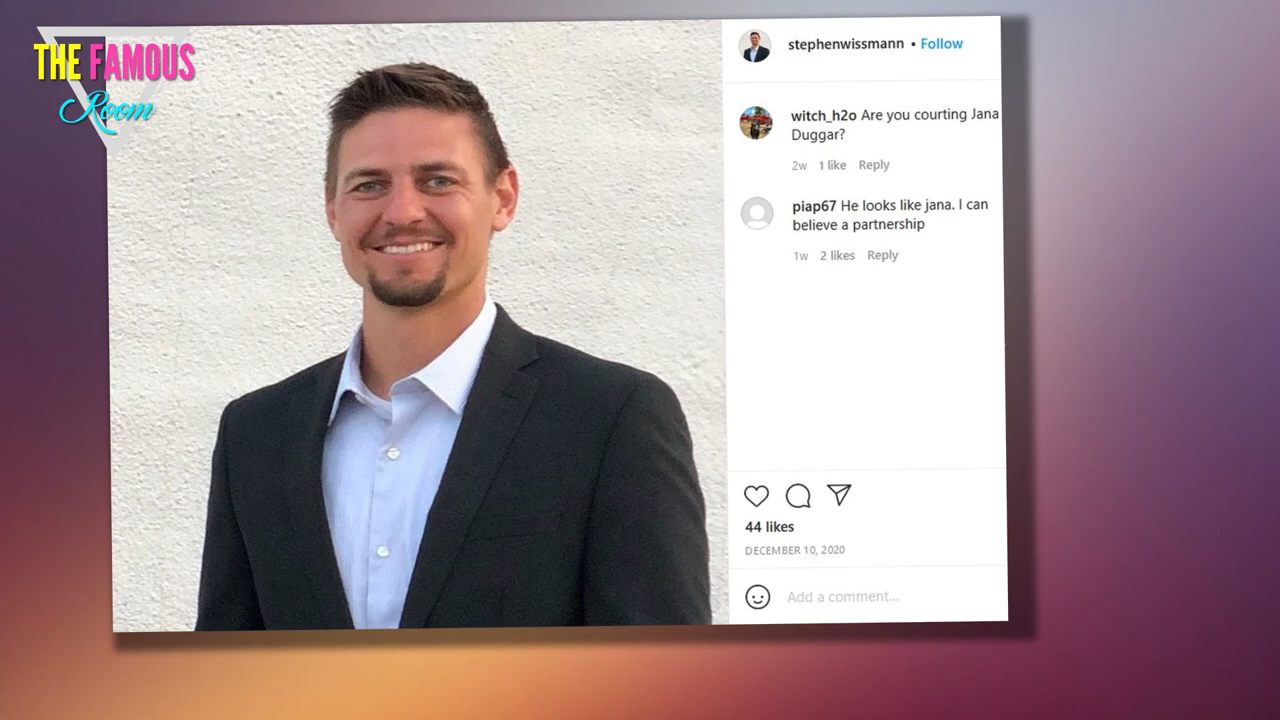 THE FAMOUS
Room
stephenwissmann • Follow
witch_h2o Are you courting Jana
Duggar?
2w 1 like Reply
piap67 He looks like jana. I can
believe a partnership
1w 2 likes Reply
44 likes
DECEMBER 10, 2020
Add a comment...